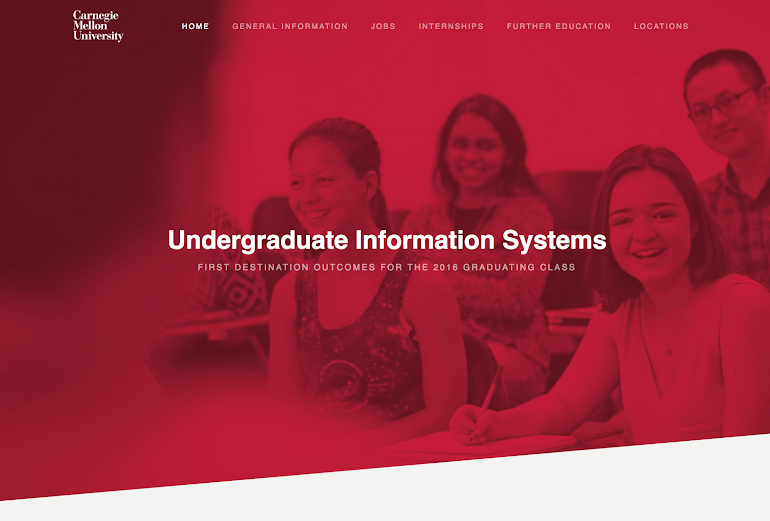 Carnegie
Mellon
University
HOME GENERAL INFORMATION JOBS INTERNSHIPS FURTHER EDUCATION LOCATIONS
Undergraduate Information Systems
FIRST DESTINATION OUTCOMES FOR THE 2016 GRADUATING CLASS